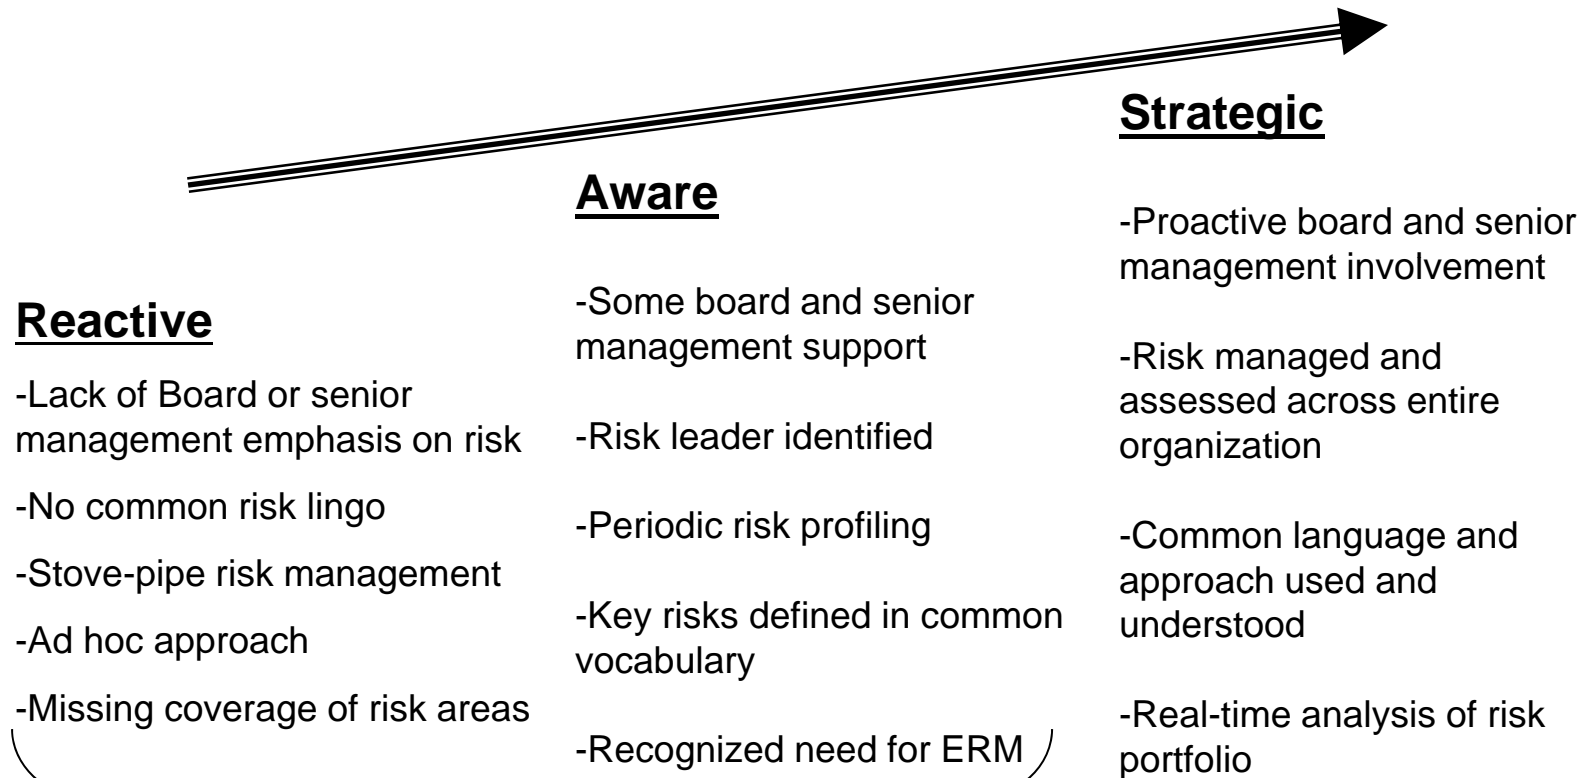 Reactive
-Lack of Board or senior
management emphasis on risk
-No common risk lingo
-Stove-pipe risk management
-Ad hoc approach
-Missing coverage of risk areas
Aware
-Some board and senior
management support
-Risk leader identified
-Periodic risk profiling
-Key risks defined in common
vocabulary
-Recognized need for ERM
Strategic
-Proactive board and senior
management involvement
-Risk managed and
assessed across entire
organization
-Common language and
approach used and
understood
-Real-time analysis of risk
portfolio